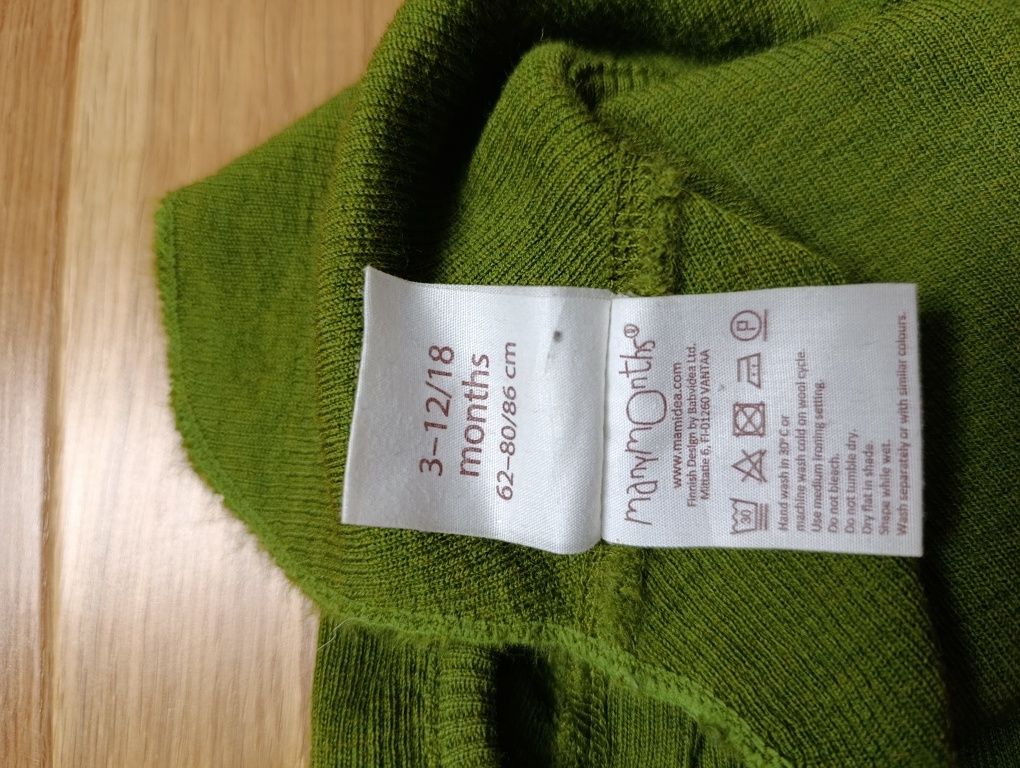 3–12/18
months
62–80/86 cm
manymonths
www.mamidea.com
Finnish Design by Babyidea Ltd.
Mittatie 6, FI-01260 VANTAA
30 P
Hand wash in 30° C or
machine wash cold on wool cycle.
Use medium ironing setting.
Do not bleach.
Do not tumble dry.
Dry flat in shade.
Shape while wet.
Wash separately or with similar colours.